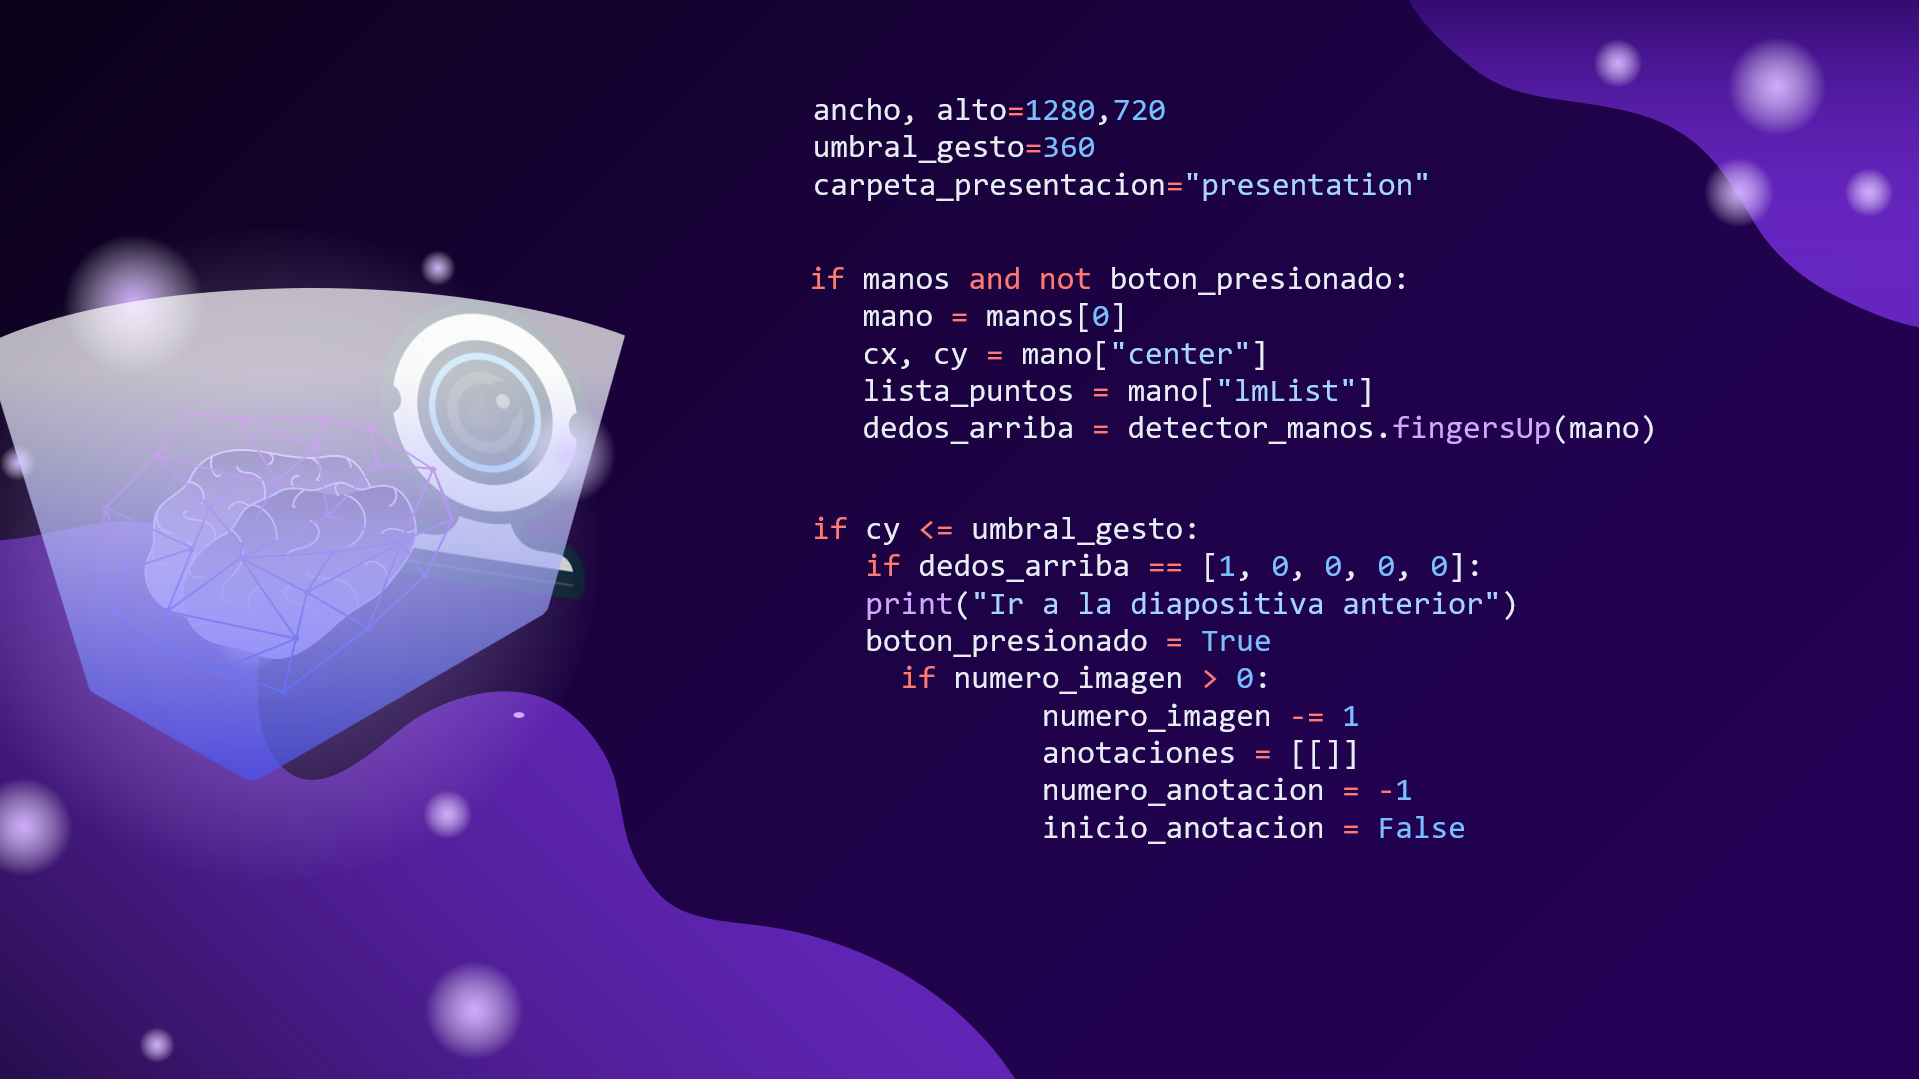 ancho, alto=1280,720
umbral_gesto=360
carpeta_presentacion="presentation"
if manos and not boton_presionado:
   mano = manos[0]
   cx, cy = mano["center"]
   lista_puntos = mano["lmList"]
   dedos_arriba = detector_manos.fingersUp(mano)
if cy <= umbral_gesto:
   if dedos_arriba == [1, 0, 0, 0, 0]:
   print("Ir a la diapositiva anterior")
   boton_presionado = True
     if numero_imagen > 0:
             numero_imagen -= 1
             anotaciones = [[]]
             numero_anotacion = -1
             inicio_anotacion = False